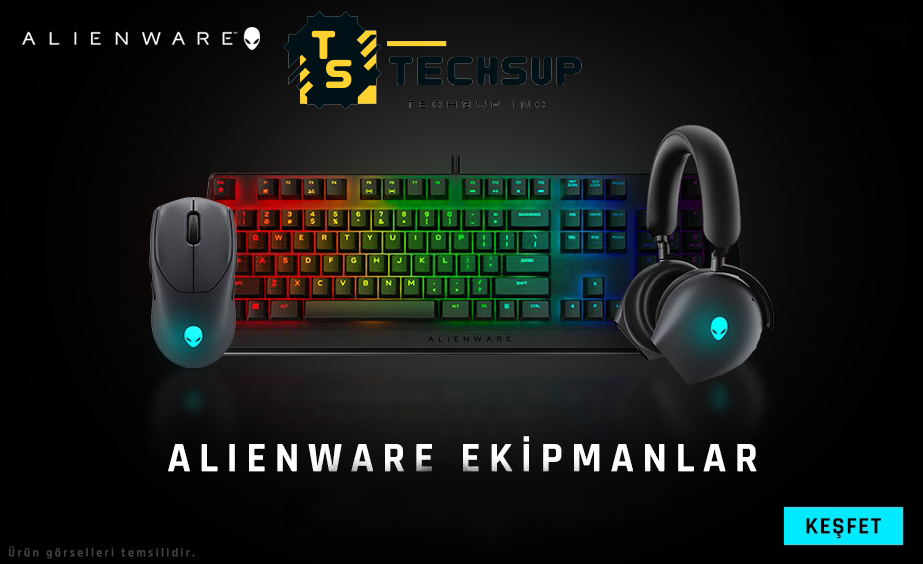 ALIENWARE
TS
TECHSUP
TECHSUP INC
ALIENWARE
ALIENWARE EKİPMANLAR
KEŞFET
Ürün görselleri temsilidir.